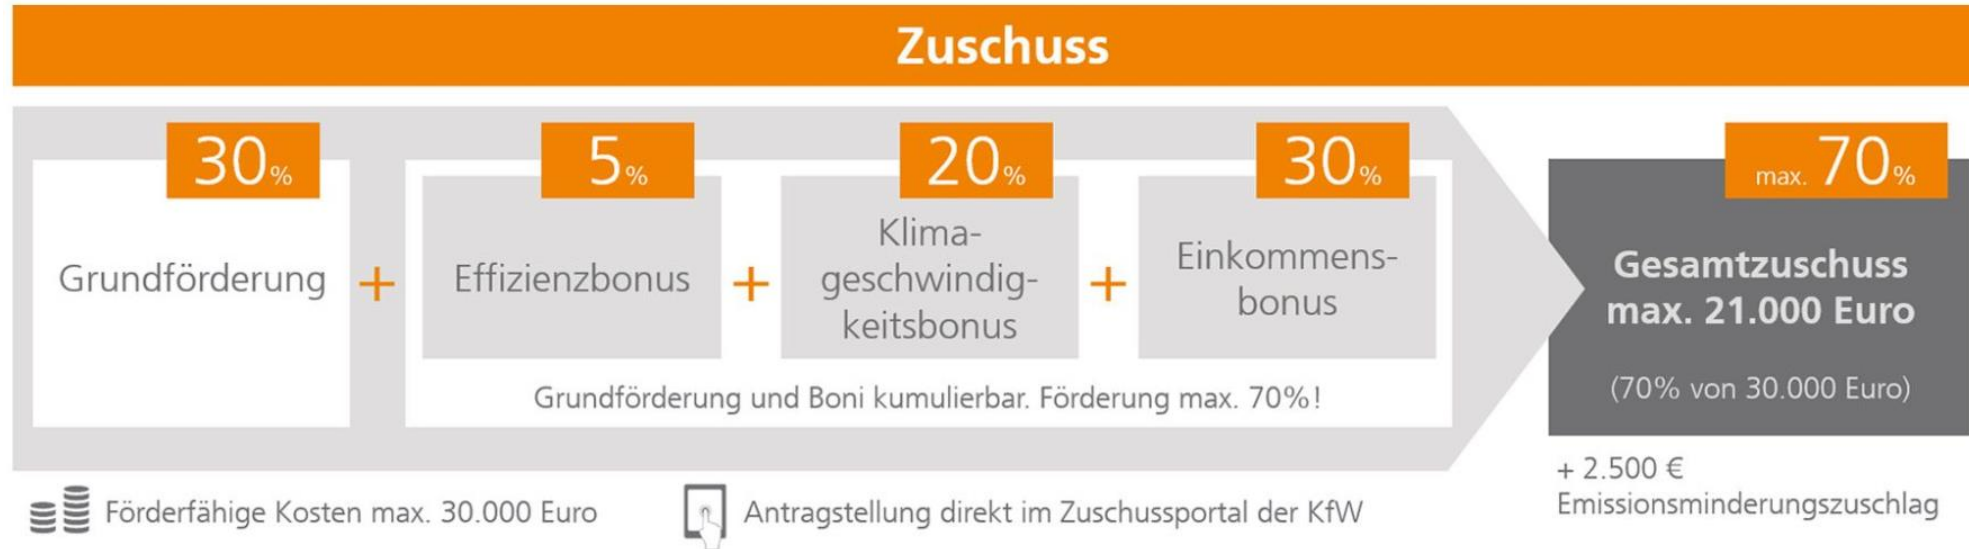 Zuschuss
30%
Grundförderung
+
5%
Effizienzbonus
+
20%
Klima-
geschwindig-
keitsbonus
+
30%
Einkommens-
bonus
Grundförderung und Boni kumulierbar. Förderung max. 70%!
max. 70%
Gesamtzuschuss
max. 21.000 Euro
(70% von 30.000 Euro)
+ 2.500 €
Emissionsminderungszuschlag
Förderfähige Kosten max. 30.000 Euro
Antragstellung direkt im Zuschussportal der KfW